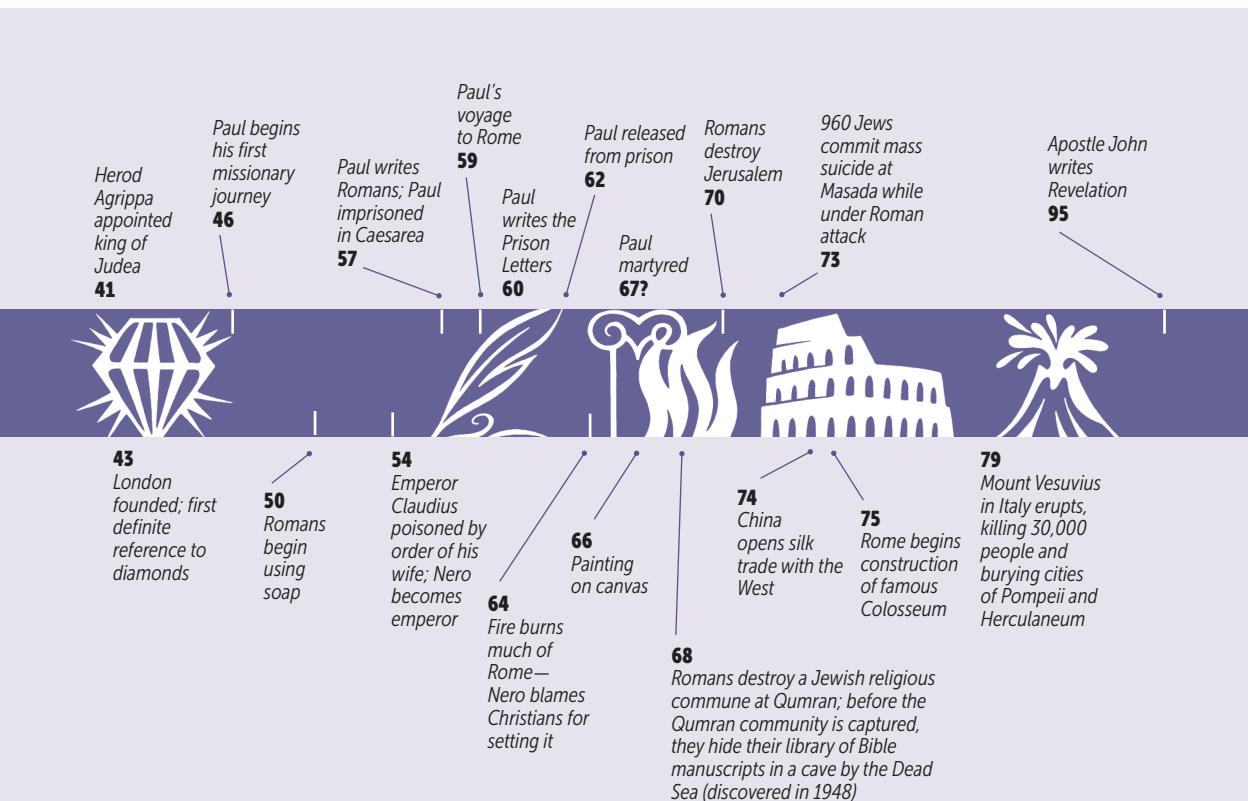 Herod
Agrippa
appointed
king of
Judea
41
Paul begins
his first
missionary
journey
46
Paul writes
Romans; Paul
imprisoned
in Caesarea
57
Paul's
voyage
to Rome
59
Paul
writes the
Prison
Letters
60
Paul released
from prison
62
Paul
martyred
67?
Romans
destroy
Jerusalem
70
960 Jews
commit mass
suicide at
Masada while
under Roman
attack
73
Apostle John
writes
Revelation
95
43
London
founded; first
definite
reference to
diamonds
50
Romans
begin
using
soap
54
Emperor
Claudius
poisoned by
order of his
wife; Nero
becomes
emperor
64
Fire burns
much of
Rome—
Nero blames
Christians for
setting it
66
Painting
on canvas
68
Romans destroy a Jewish religious
commune at Qumran; before the
Qumran community is captured,
they hide their library of Bible
manuscripts in a cave by the Dead
Sea (discovered in 1948)
74
China
opens silk
trade with the
West
75
Rome begins
construction
of famous
Colosseum
79
Mount Vesuvius
in Italy erupts,
killing 30,000
people and
burying cities
of Pompeii and
Herculaneum